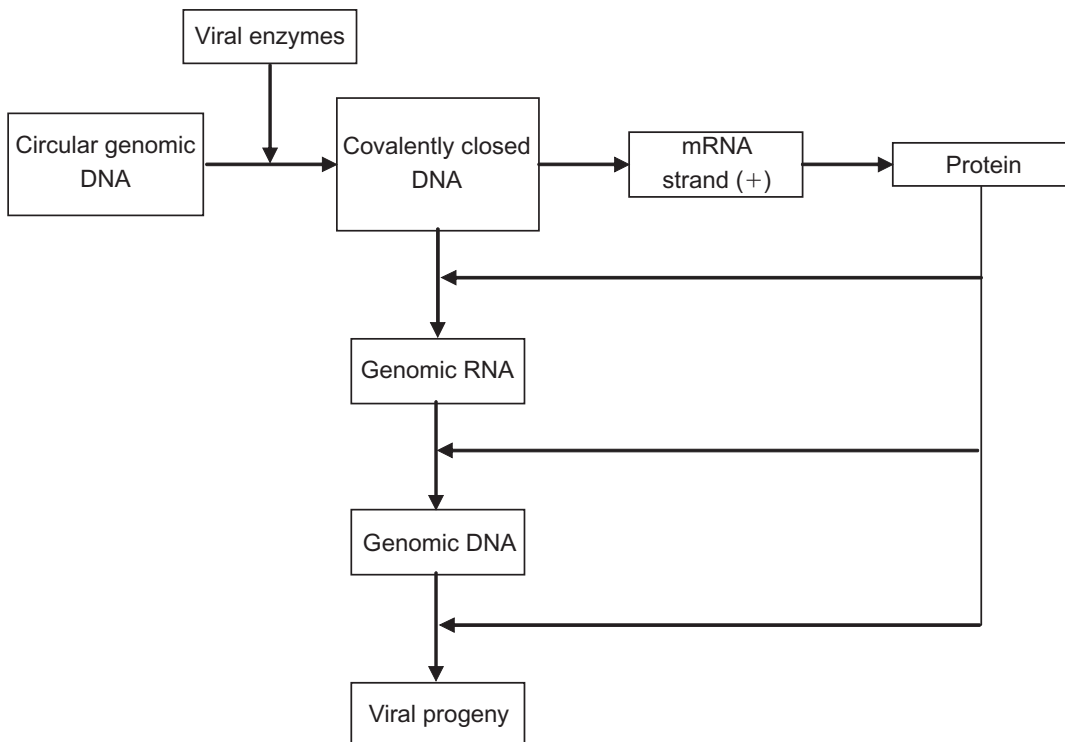 Viral enzymes
Circular genomic
DNA
Covalently closed
DNA
mRNA
strand (+)
Protein
Genomic RNA
Genomic DNA
Viral progeny